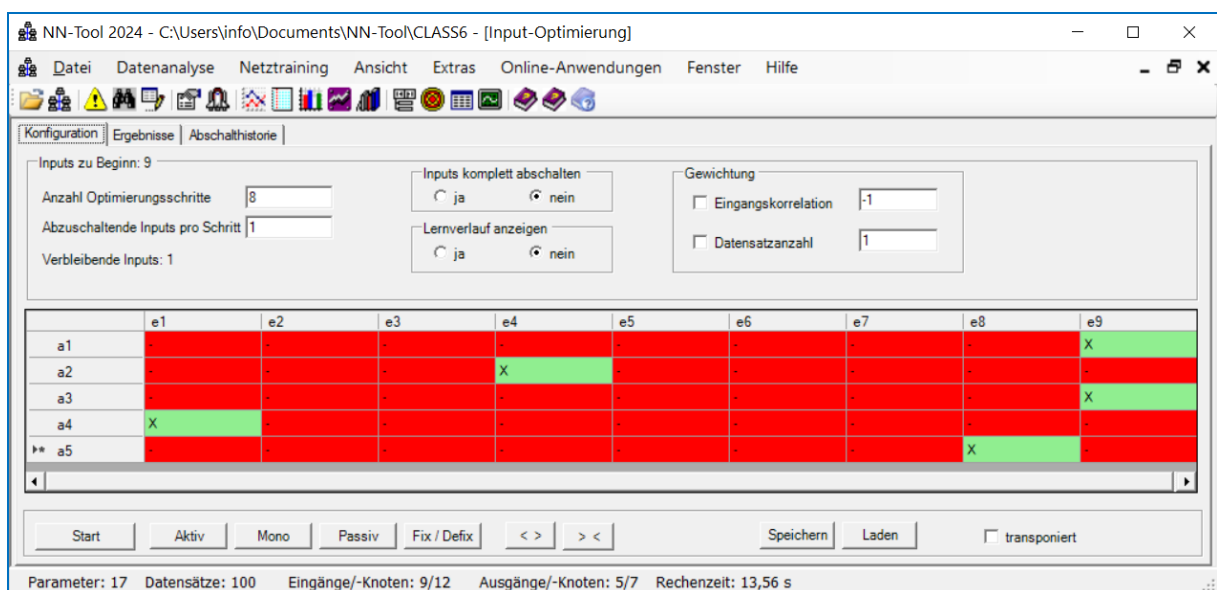 NN-Tool 2024 - C:\Users\info\Documents\NN-Tool\CLASS6 - [Input-Optimierung]
Datei Datenanalyse Netztraining Ansicht Extras Online-Anwendungen Fenster Hilfe
Konfiguration Ergebnisse Abschalthistorie
Inputs zu Beginn: 9 Inputs komplett abschalten Gewichtung
Anzahl Optimierungsschritte 8 ja nein Eingangskorrelation -1
Abzuschaltende Inputs pro Schritt 1 Lernverlauf anzeigen
ja nein Datensatzanzahl 1
Verbleibende Inputs: 1
e1 e2 e3 e4 e5 e6 e7 e8 e9
a1 - - - - - - - - X
a2 - - - X - - - - -
a3 - - - - - - - - X
a4 X - - - - - - - -
a5 - - - - - - - X -
Start Aktiv Mono Passiv Fix / Defix < > > < Speichern Laden transponiert
Parameter: 17 Datensätze: 100 Eingänge/-Knoten: 9/12 Ausgänge/-Knoten: 5/7 Rechenzeit: 13,56 s